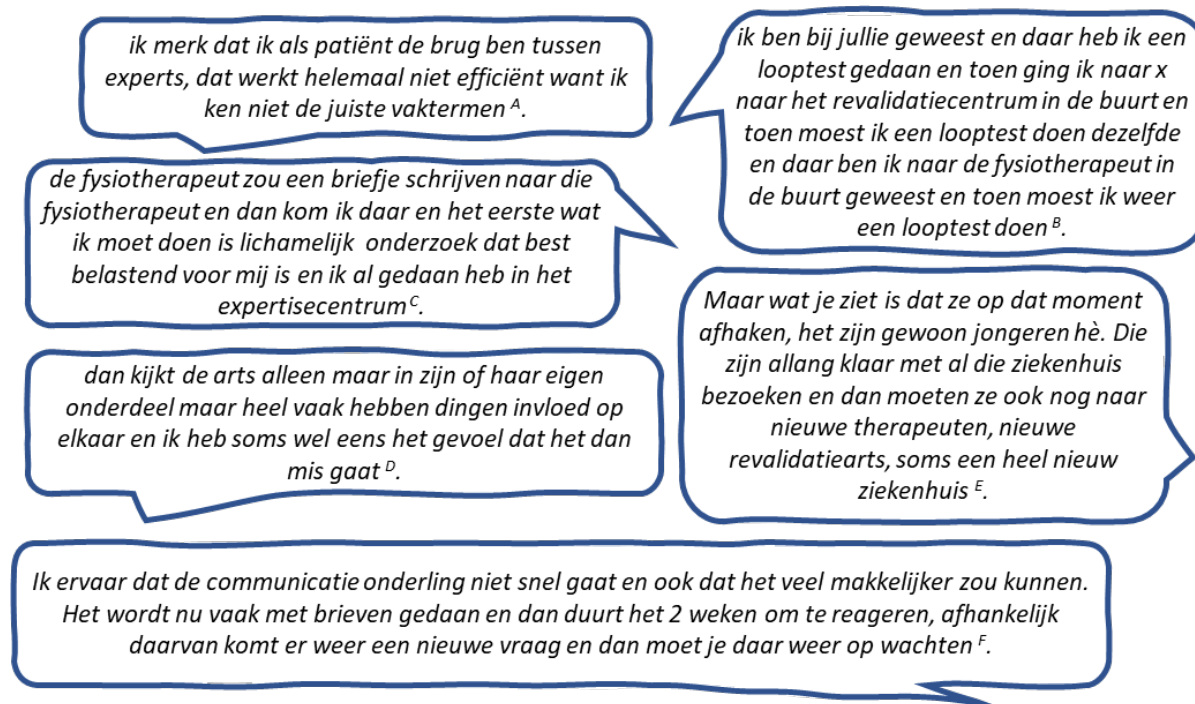 ik merk dat ik als patiënt de brug ben tussen
experts, dat werkt helemaal niet efficiënt want ik
ken niet de juiste vaktermen A.
ik ben bij jullie geweest en daar heb ik een
looptest gedaan en toen ging ik naar x
naar het revalidatiecentrum in de buurt en
toen moest ik een looptest doen dezelfde
en daar ben ik naar de fysiotherapeut in
de buurt geweest en toen moest ik weer
een looptest doen B.
de fysiotherapeut zou een briefje schrijven naar die
fysiotherapeut en dan kom ik daar en het eerste wat
ik moet doen is lichamelijk onderzoek dat best
belastend voor mij is en ik al gedaan heb in het
expertisecentrum C.
Maar wat je ziet is dat ze op dat moment
afhaken, het zijn gewoon jongeren hè. Die
zijn allang klaar met al die ziekenhuis
bezoeken en dan moeten ze ook nog naar
nieuwe therapeuten, nieuwe
revalidatiearts, soms een heel nieuw
ziekenhuis E.
dan kijkt de arts alleen maar in zijn of haar eigen
onderdeel maar heel vaak hebben dingen invloed op
elkaar en ik heb soms wel eens het gevoel dat het dan
mis gaat D.
Ik ervaar dat de communicatie onderling niet snel gaat en ook dat het veel makkelijker zou kunnen.
Het wordt nu vaak met brieven gedaan en dan duurt het 2 weken om te reageren, afhankelijk
daarvan komt er weer een nieuwe vraag en dan moet je daar weer op wachten F.